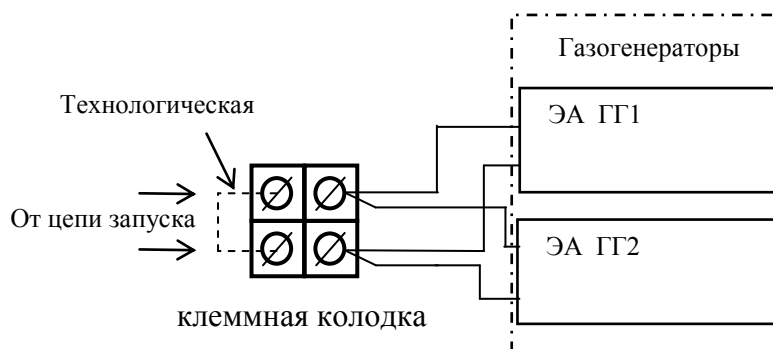 Газогенераторы
Технологическая
ЭА ГГ1
От цепи запуска
ЭА ГГ2
клеммная колодка